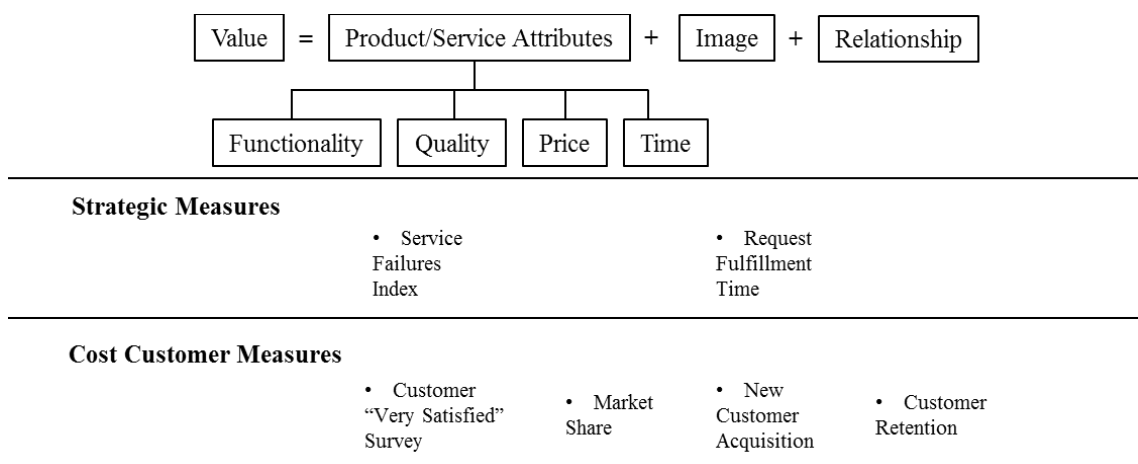 Value = Product/Service Attributes + Image + Relationship
Functionality Quality Price Time
Strategic Measures
• Service
Failures
Index
• Request
Fulfillment
Time
Cost Customer Measures
• Customer
“Very Satisfied”
Survey
• Market
Share
• New
Customer
Acquisition
• Customer
Retention